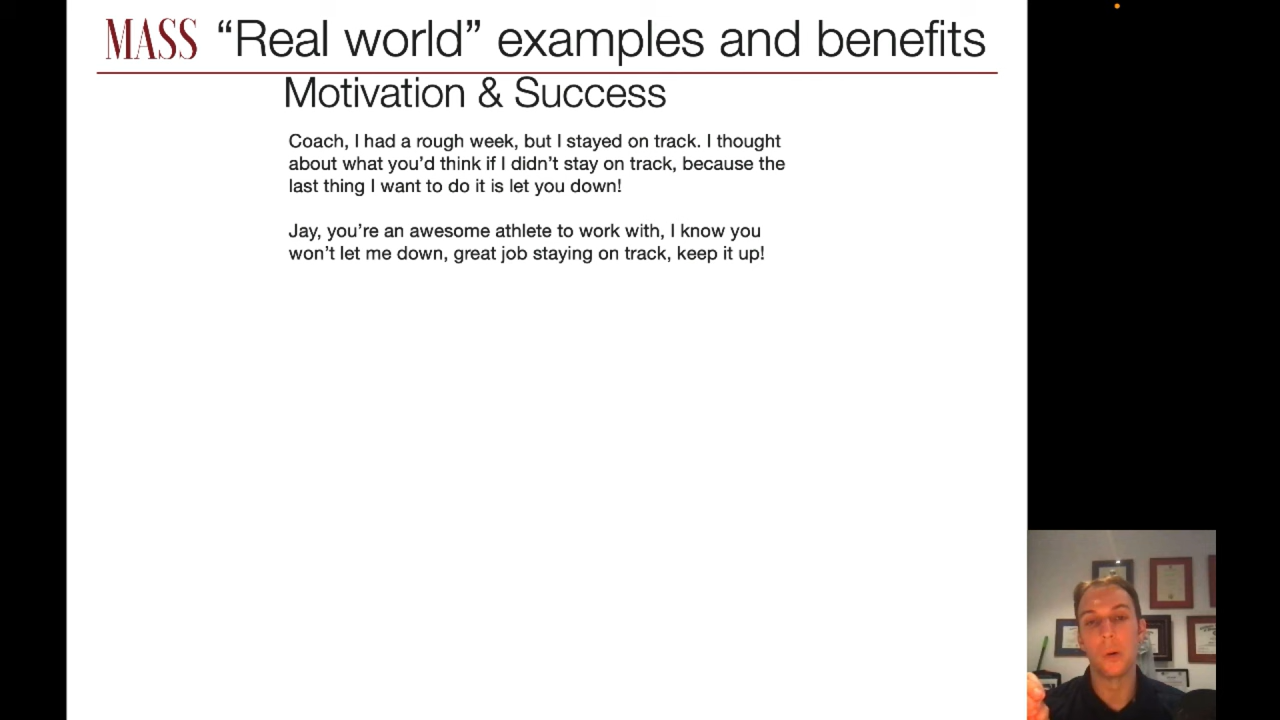 MASS “Real world” examples and benefits
Motivation & Success
Coach, I had a rough week, but I stayed on track. I thought
about what you’d think if I didn’t stay on track, because the
last thing I want to do it is let you down!
Jay, you’re an awesome athlete to work with, I know you
won’t let me down, great job staying on track, keep it up!